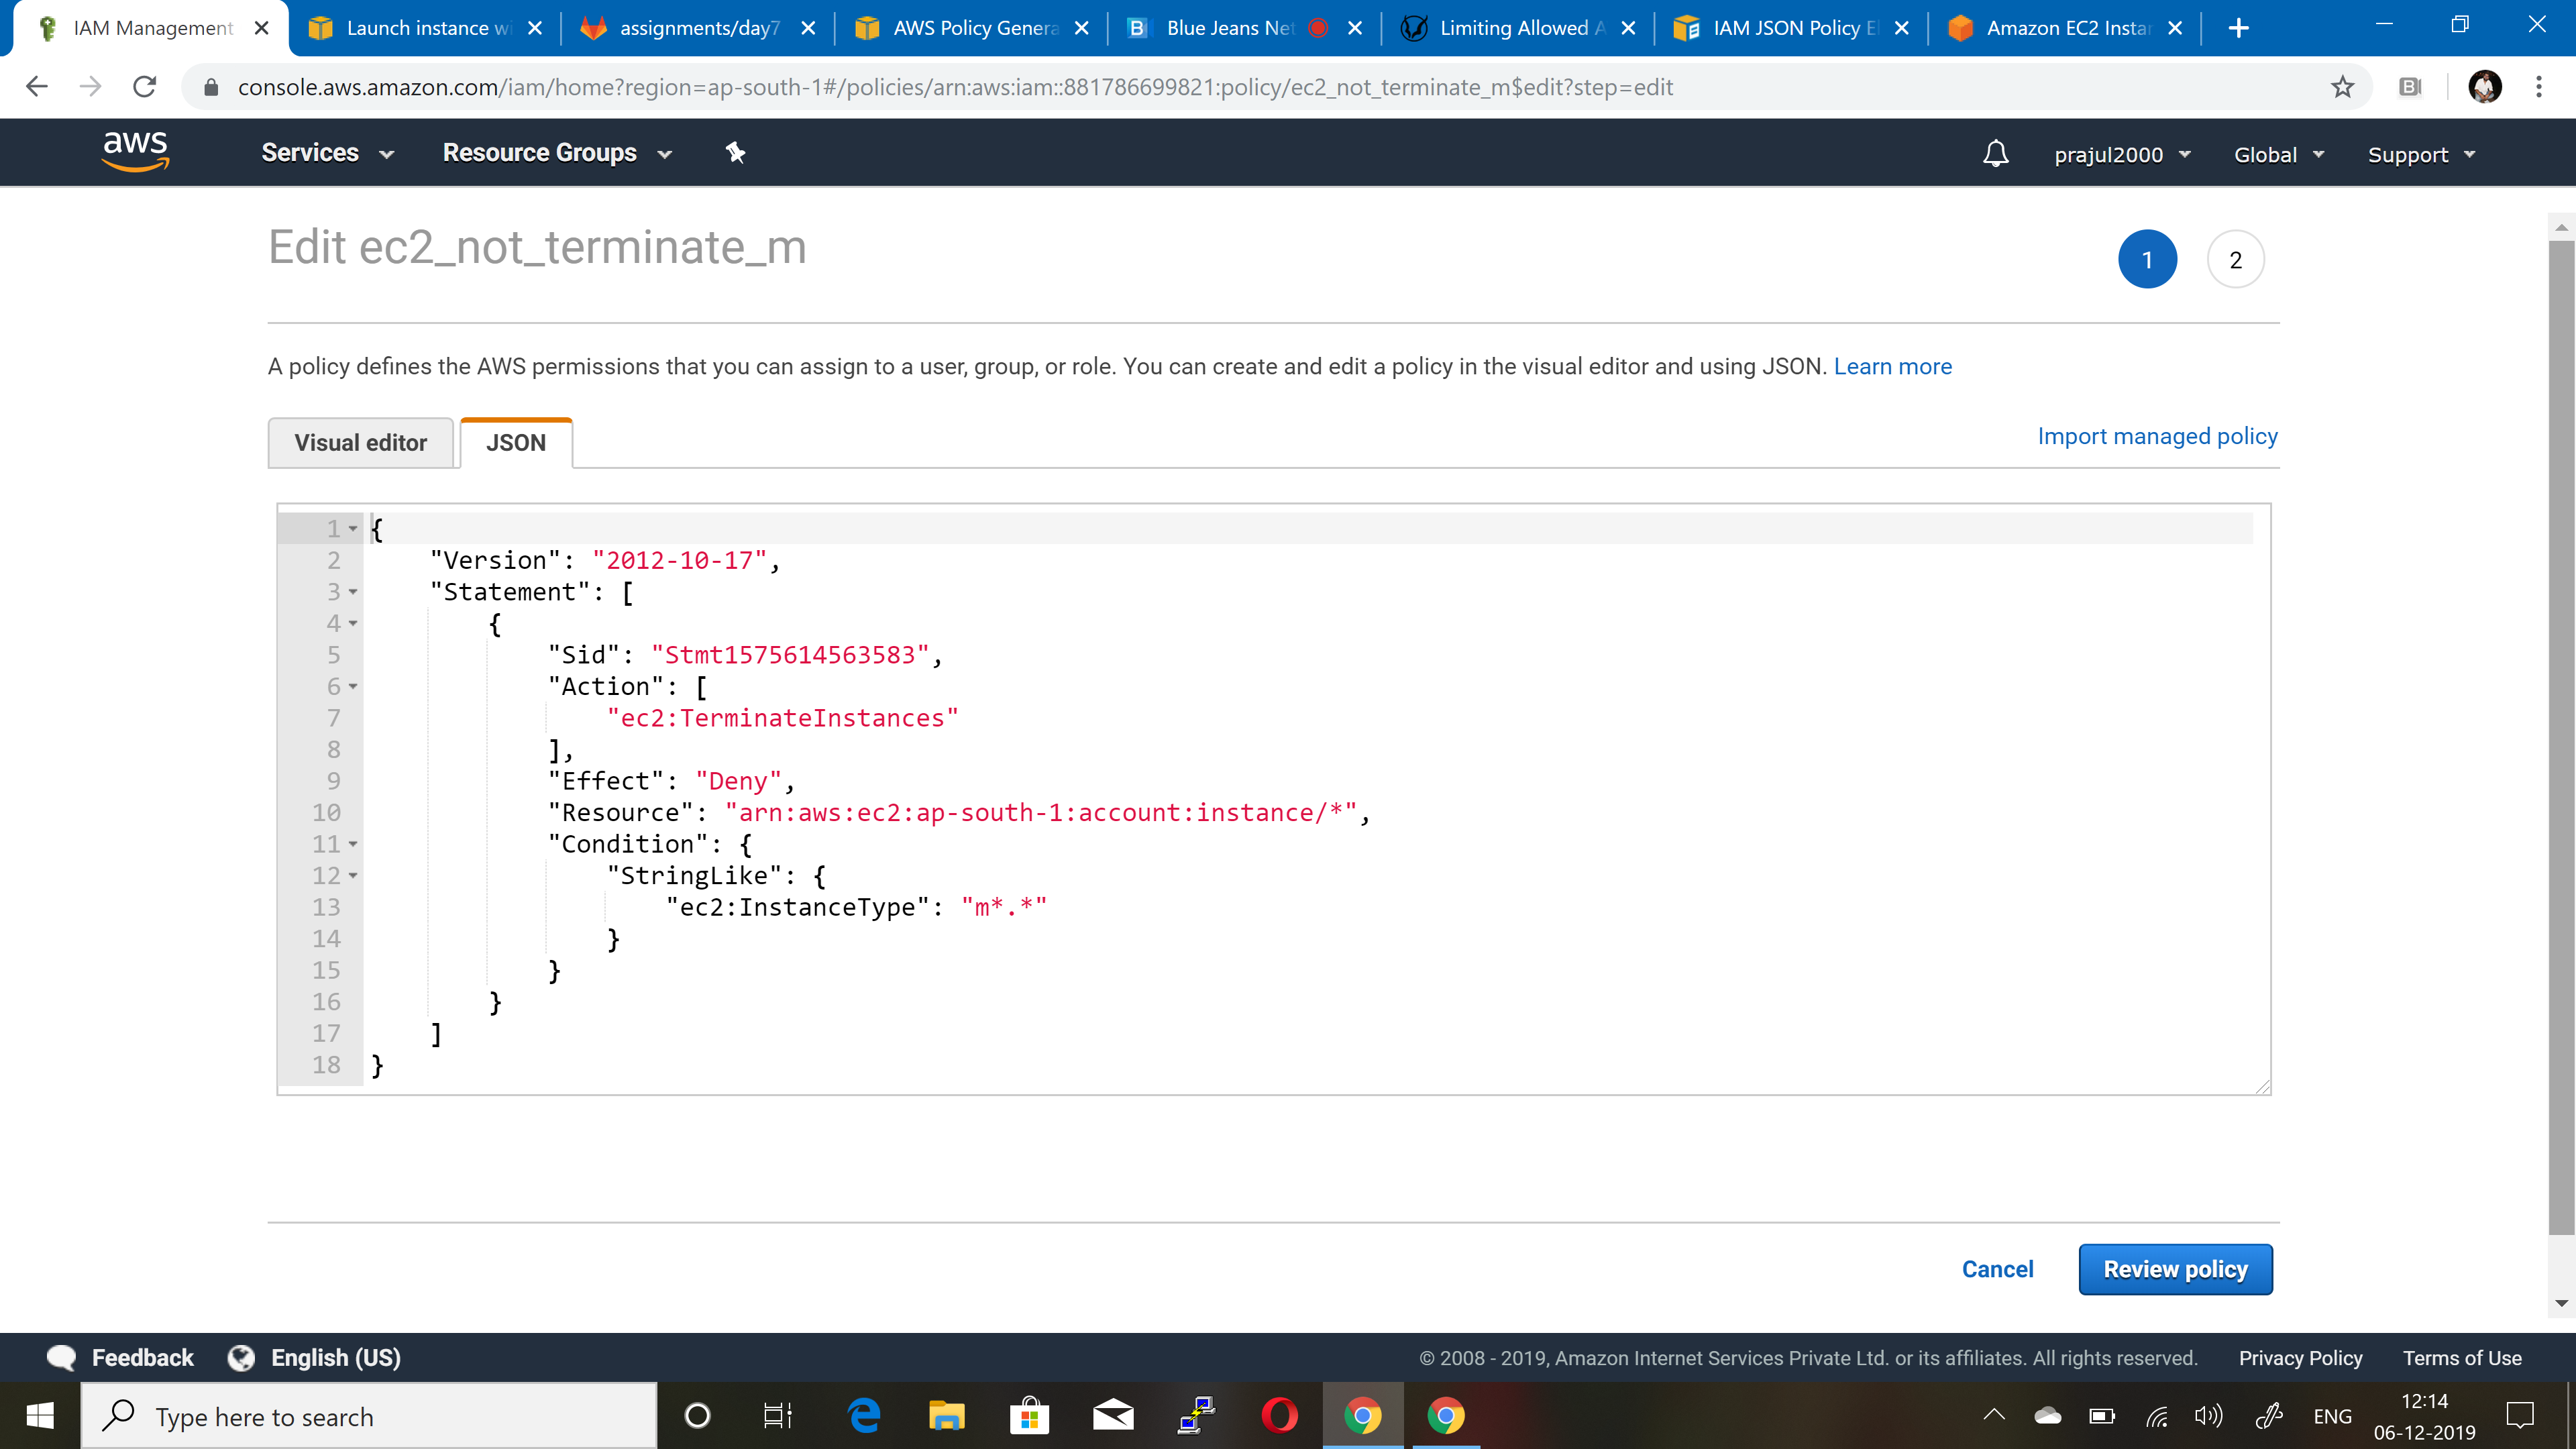 IAM Management
Launch instance wi
assignments/day7
AWS Policy Genera
Blue Jeans Net
Limiting Allowed A
IAM JSON Policy El
Amazon EC2 Instan
console.aws.amazon.com/iam/home?region=ap-south-1#/policies/arn:aws:iam::881786699821:policy/ec2_not_terminate_m$edit?step=edit
aws Services Resource Groups prajul2000 Global Support
Edit ec2_not_terminate_m
1 2
A policy defines the AWS permissions that you can assign to a user, group, or role. You can create and edit a policy in the visual editor and using JSON. Learn more
Visual editor JSON Import managed policy
1 {
2 "Version": "2012-10-17",
3 "Statement": [
4 {
5 "Sid": "Stmt1575614563583",
6 "Action": [
7 "ec2:TerminateInstances"
8 ],
9 "Effect": "Deny",
10 "Resource": "arn:aws:ec2:ap-south-1:account:instance/*",
11 "Condition": {
12 "StringLike": {
13 "ec2:InstanceType": "m*.*"
14 }
15 }
16 }
17 ]
18 }
Cancel Review policy
Feedback English (US) © 2008 - 2019, Amazon Internet Services Private Ltd. or its affiliates. All rights reserved. Privacy Policy Terms of Use
Type here to search
ENG
12:14
06-12-2019